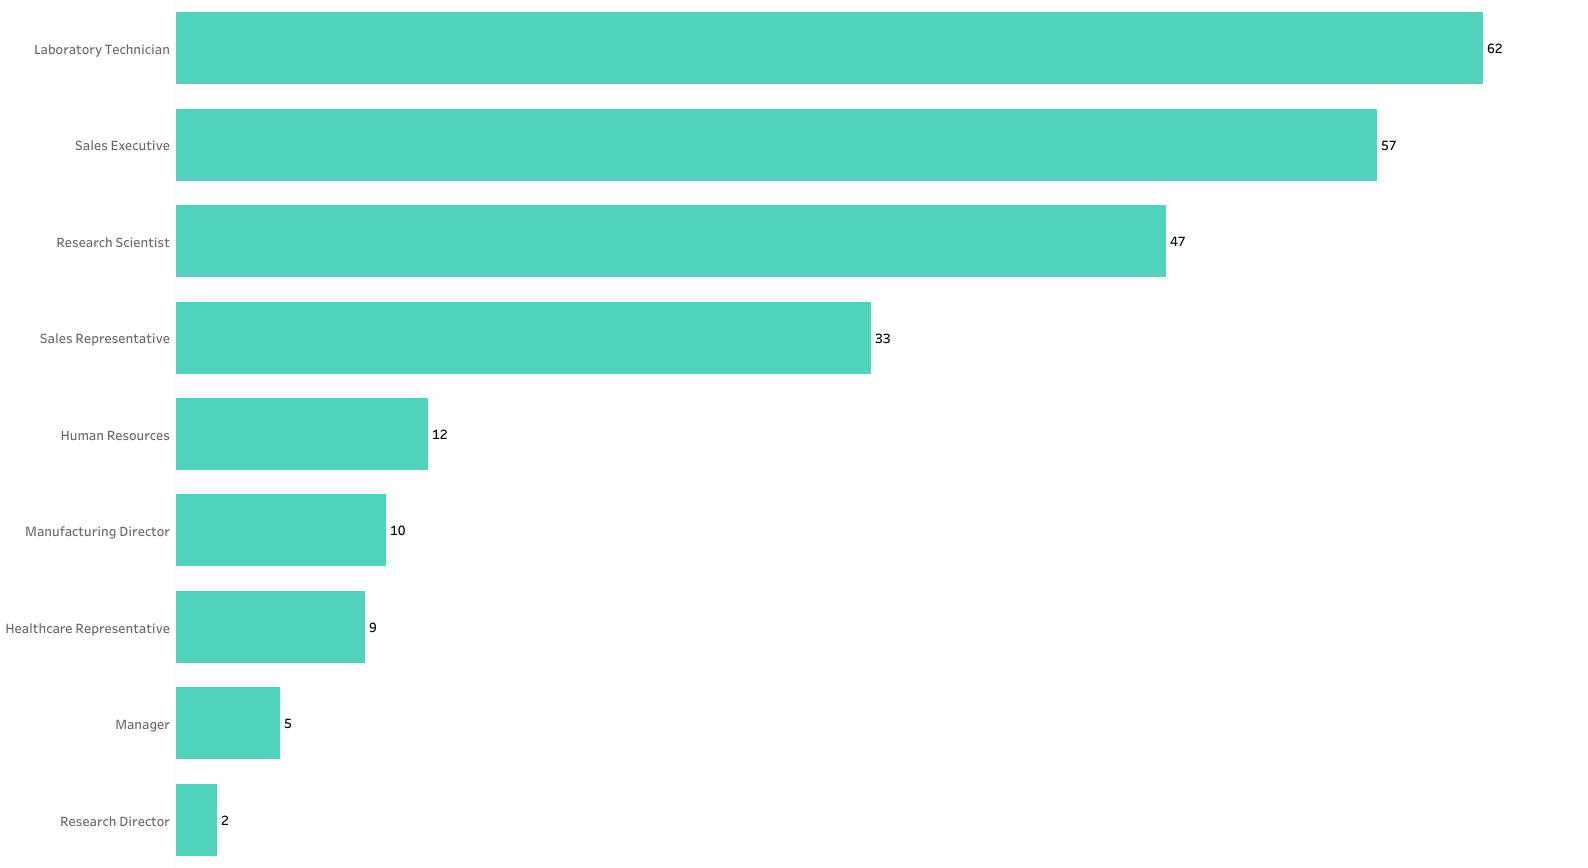 Laboratory Technician 62
Sales Executive 57
Research Scientist 47
Sales Representative 33
Human Resources 12
Manufacturing Director 10
Healthcare Representative 9
Manager 5
Research Director 2